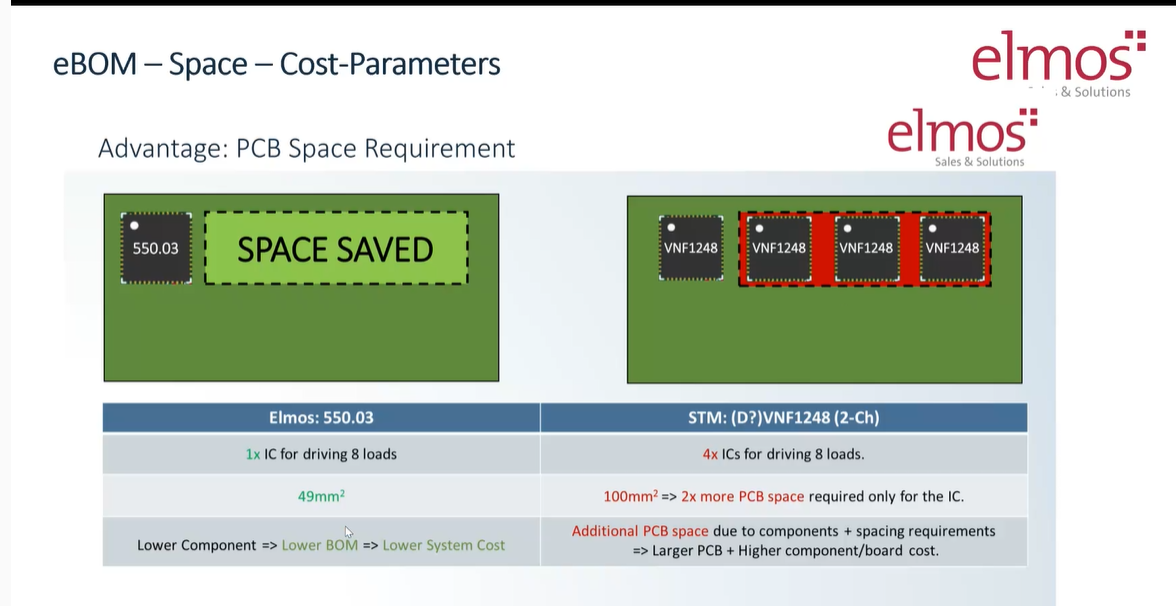 eBOM – Space – Cost-Parameters
elmos
& Solutions
elmos
Sales & Solutions
Advantage: PCB Space Requirement
550.03
SPACE SAVED
VNF1248
VNF1248
VNF1248
VNF1248
Elmos: 550.03
STM: (D?)VNF1248 (2-Ch)
1x IC for driving 8 loads
4x ICs for driving 8 loads.
49mm²
100mm² => 2x more PCB space required only for the IC.
Lower Component => Lower BOM => Lower System Cost
Additional PCB space due to components + spacing requirements
=> Larger PCB + Higher component/board cost.